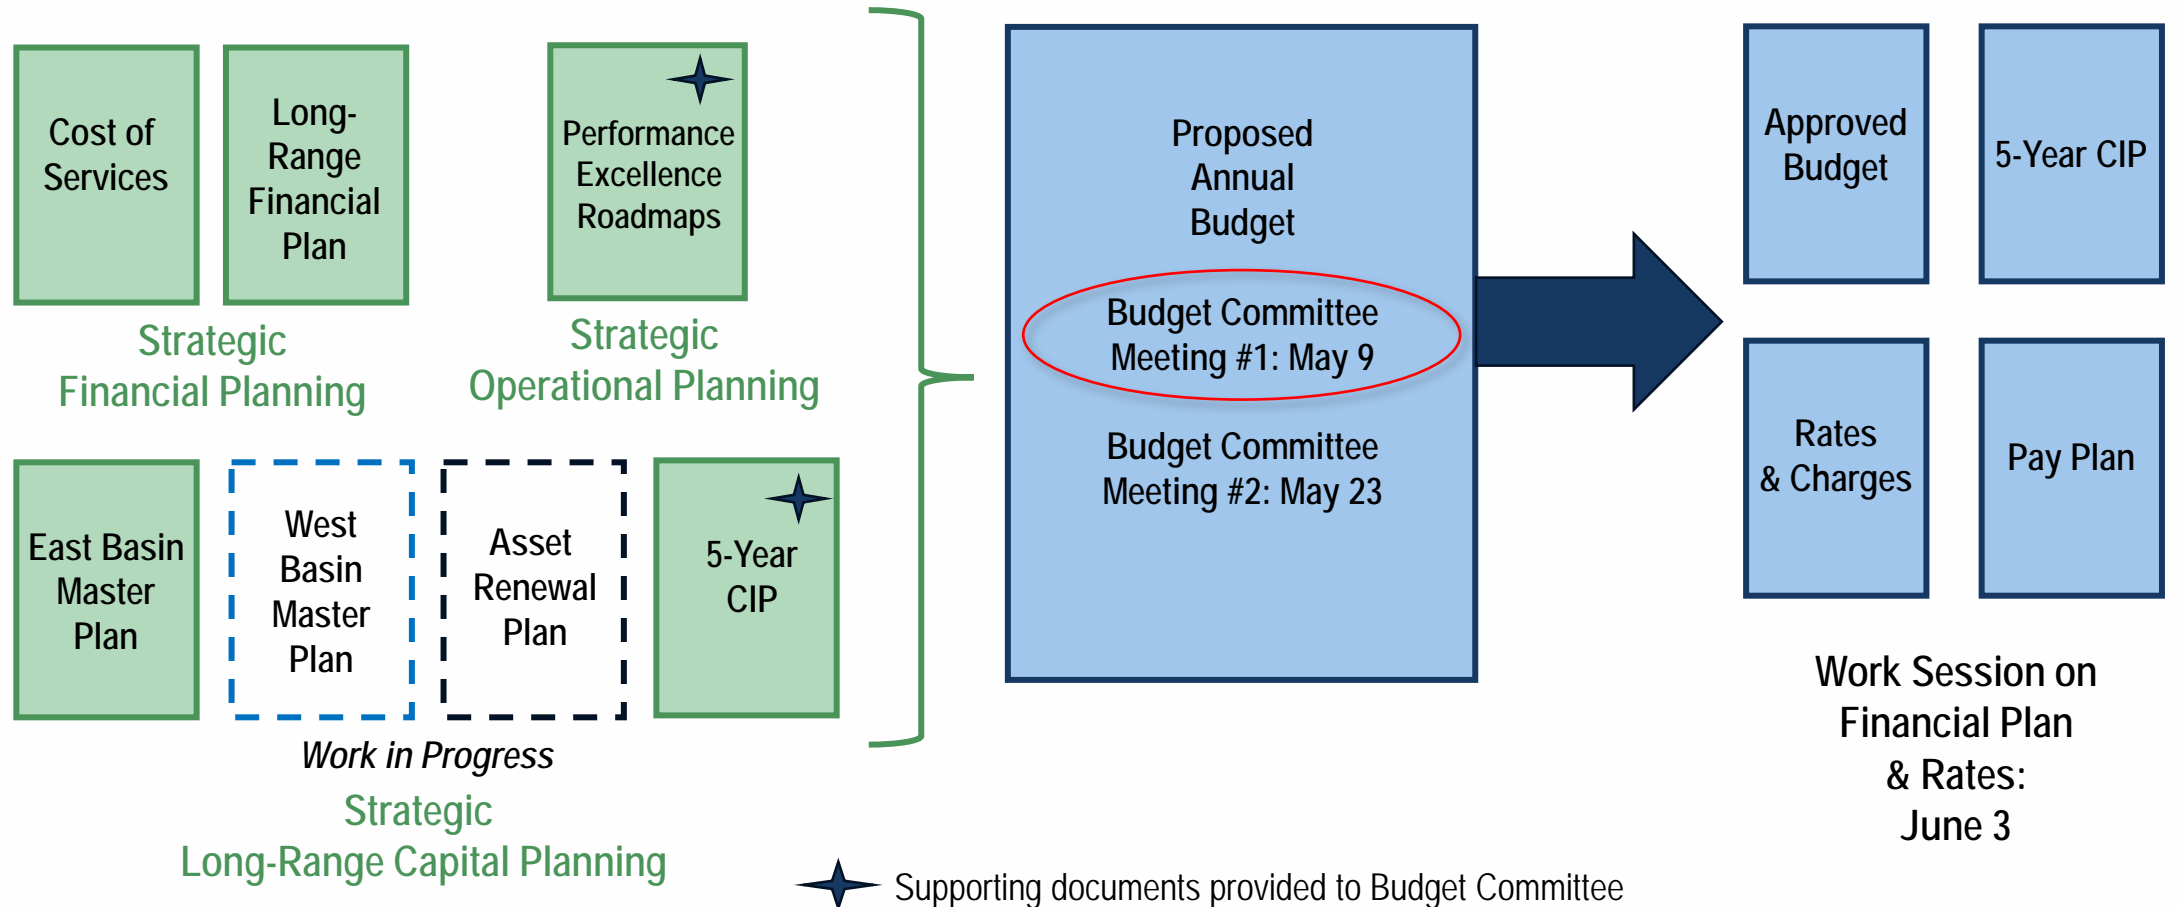 Cost of
Services
Long-
Range
Financial
Plan
Strategic
Financial Planning
Performance
Excellence
Roadmaps
Strategic
Operational Planning
East Basin
Master
Plan
West
Basin
Master
Plan
Asset
Renewal
Plan
5-Year
CIP
Work in Progress
Strategic
Long-Range Capital Planning
Proposed
Annual
Budget
Budget Committee
Meeting #1: May 9
Budget Committee
Meeting #2: May 23
Approved
Budget
5-Year CIP
Rates
& Charges
Pay Plan
Work Session on
Financial Plan
& Rates:
June 3
Supporting documents provided to Budget Committee